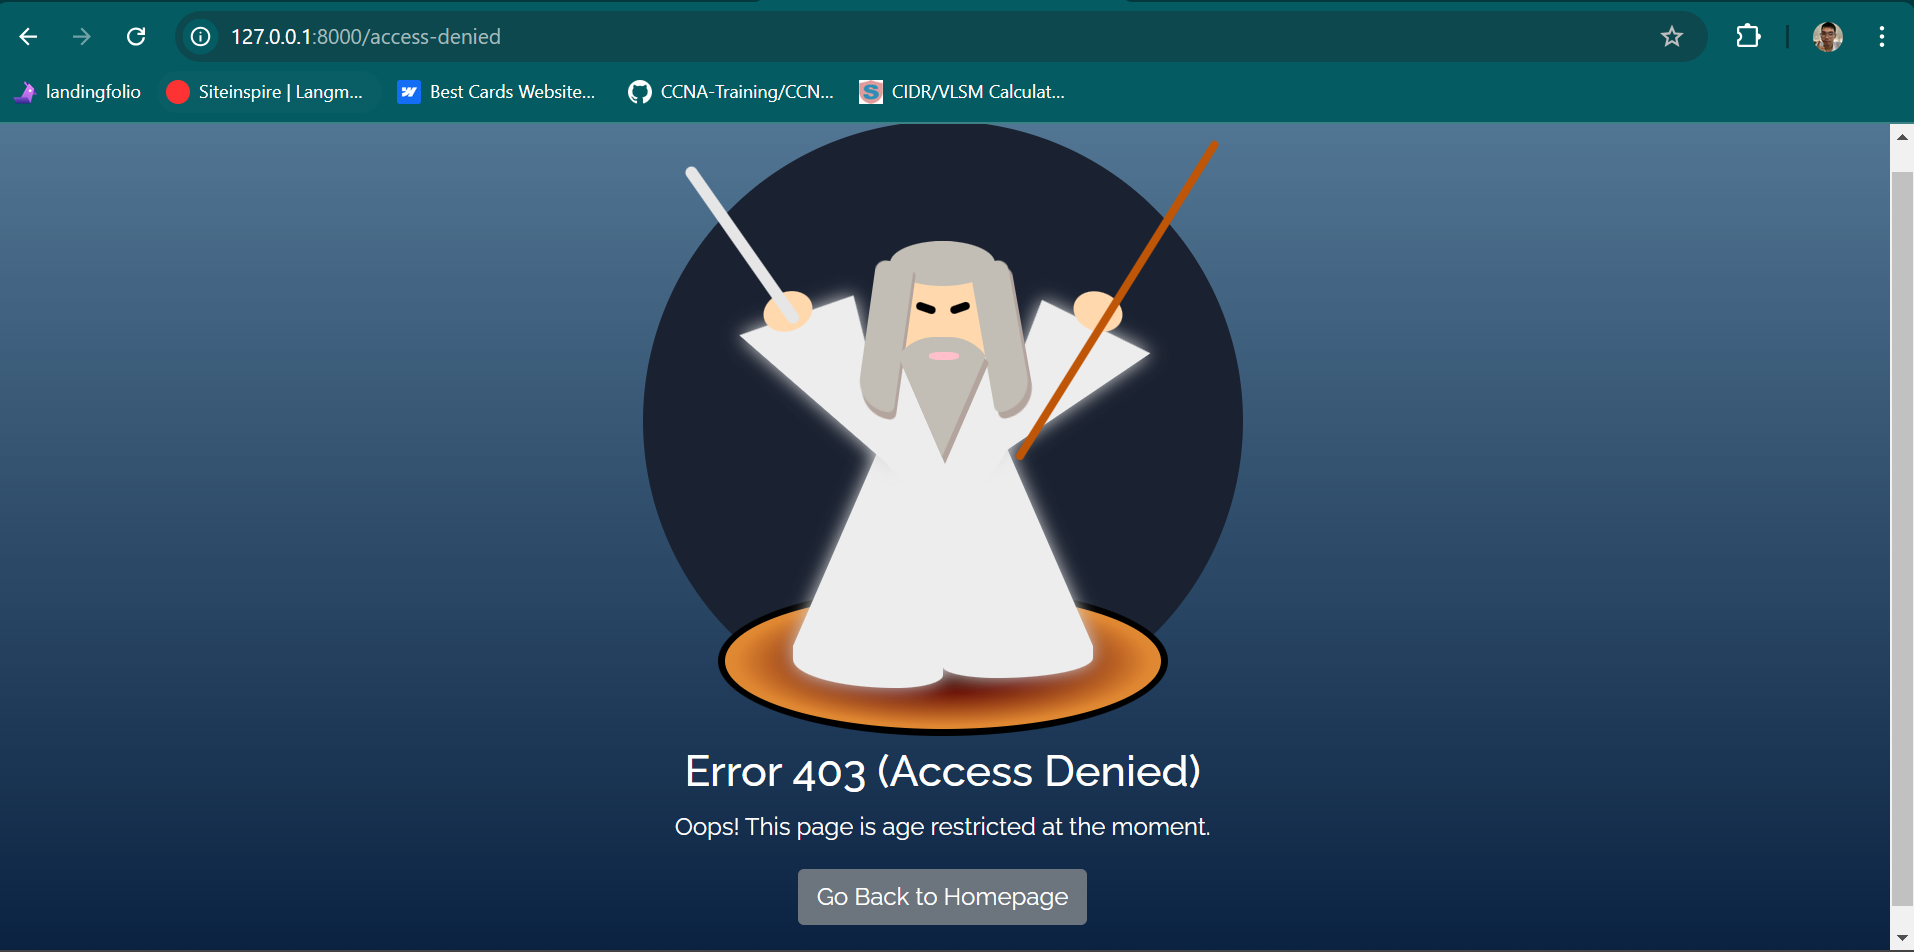 127.0.0.1:8000/access-denied
landingfolio
Siteinspire | Langm...
Best Cards Website...
CCNA-Training/CCN...
S
CIDR/VLSM Calculat...
Error 403 (Access Denied)
Oops! This page is age restricted at the moment.
Go Back to Homepage